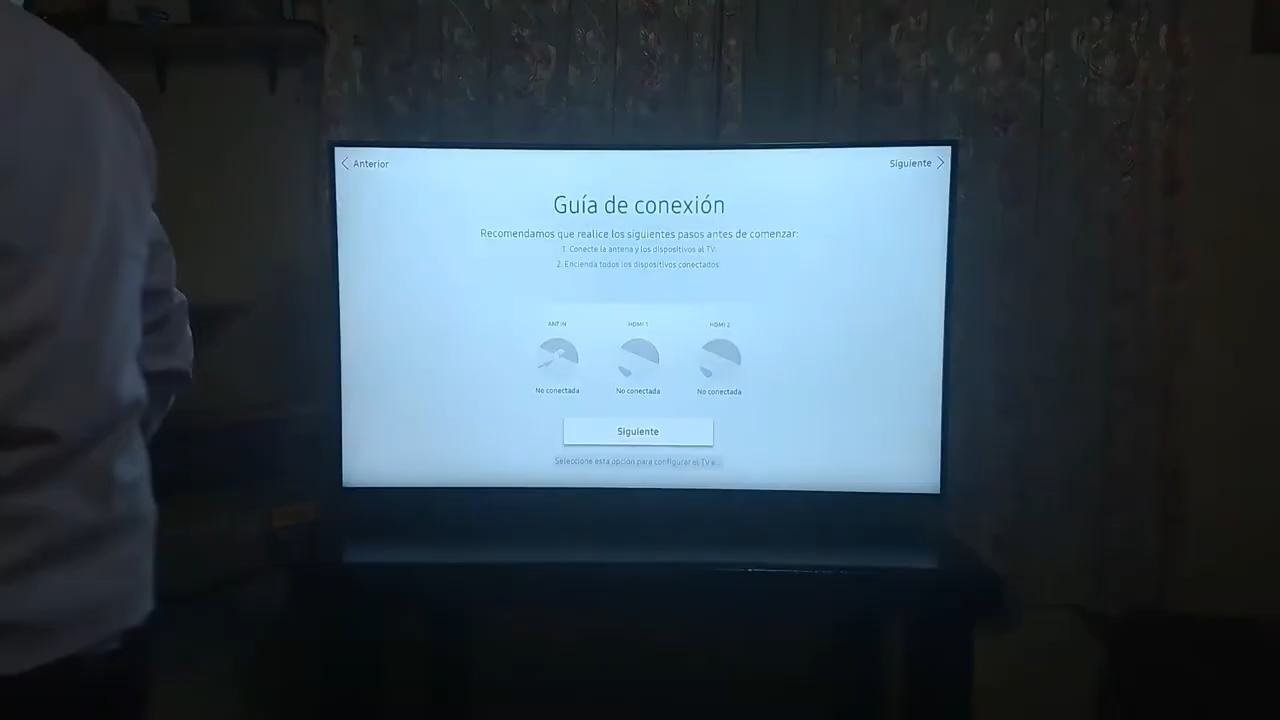 Anterior
Siguiente
Guía de conexión
Recomendamos que realice los siguientes pasos antes de comenzar:
1. Conecte la antena y los dispositivos al TV.
2. Encienda todos los dispositivos conectados.
ANT IN
HDMI 1
HDMI 2
No conectada
No conectada
No conectada
Siguiente
Seleccione esta opción para configurar el TV e...